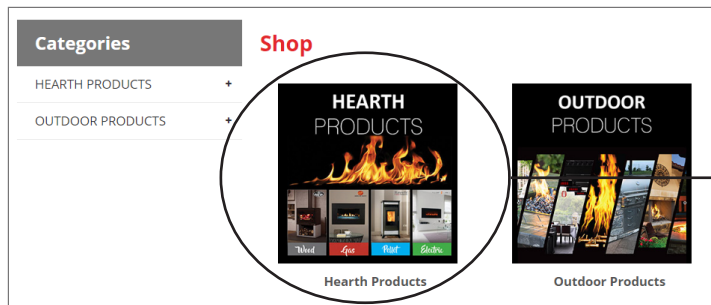 Categories
HEARTH PRODUCTS +
OUTDOOR PRODUCTS +
Shop
HEARTH
PRODUCTS
Wood
Gas
Pellet
Electric
Hearth Products
OUTDOOR
PRODUCTS
Outdoor Products